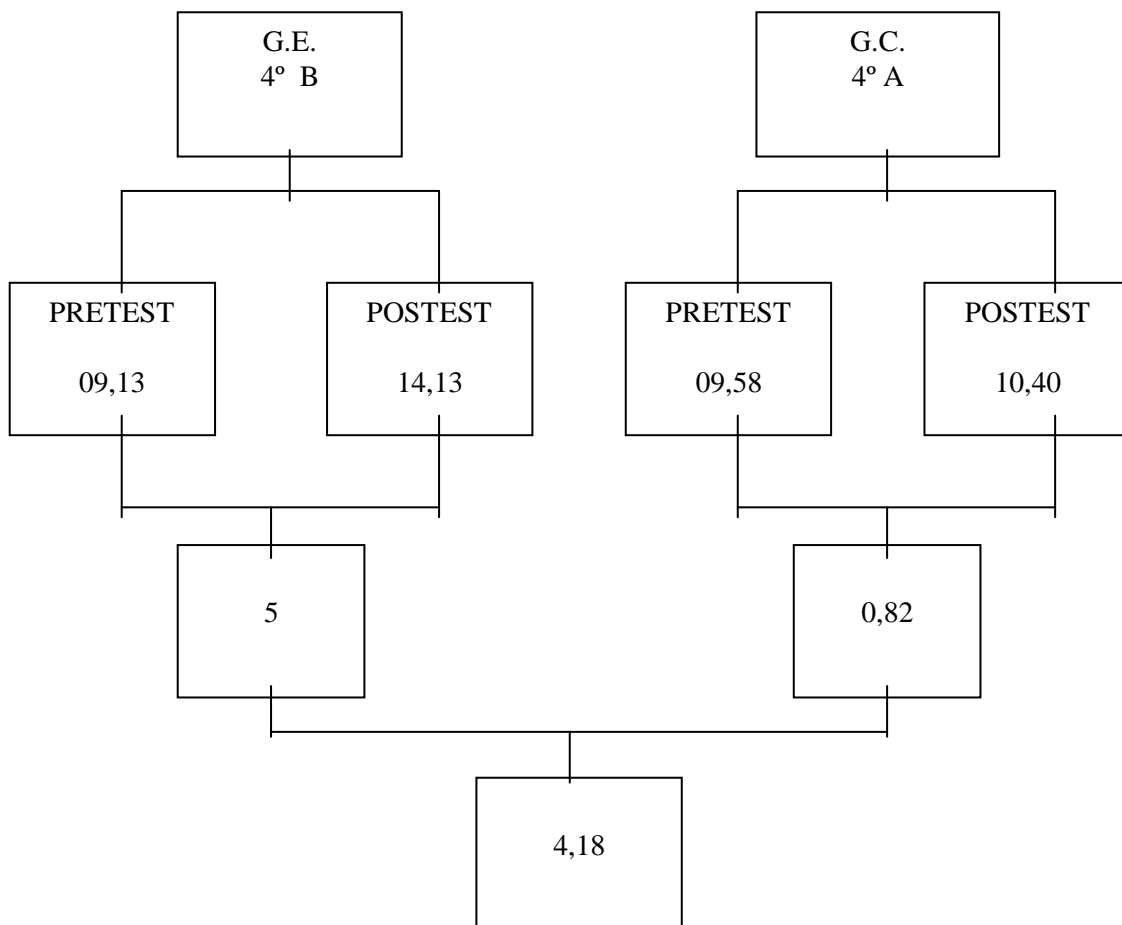 G.E.
4º B
G.C.
4º A
PRETEST
09,13
POSTEST
14,13
PRETEST
09,58
POSTEST
10,40
5
0,82
4,18